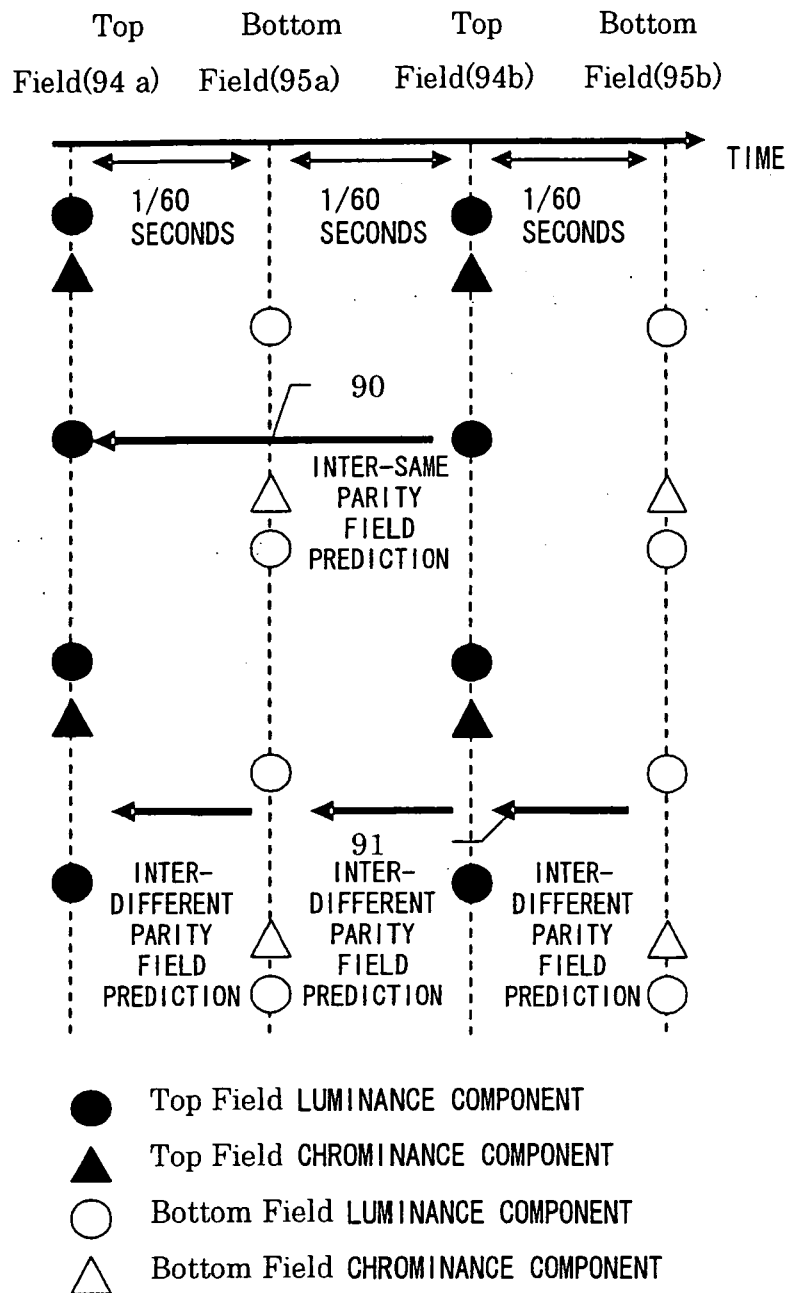 Top Bottom Top Bottom
Field(94 a) Field(95a) Field(94b) Field(95b)
TIME
1/60 1/60 1/60
SECONDS SECONDS SECONDS
90
INTER-SAME
PARITY
FIELD
PREDICTION
91
INTER- INTER- INTER-
DIFFERENT DIFFERENT DIFFERENT
PARITY PARITY PARITY
FIELD FIELD FIELD
PREDICTION PREDICTION PREDICTION
Top Field LUMINANCE COMPONENT
Top Field CHROMINANCE COMPONENT
Bottom Field LUMINANCE COMPONENT
Bottom Field CHROMINANCE COMPONENT